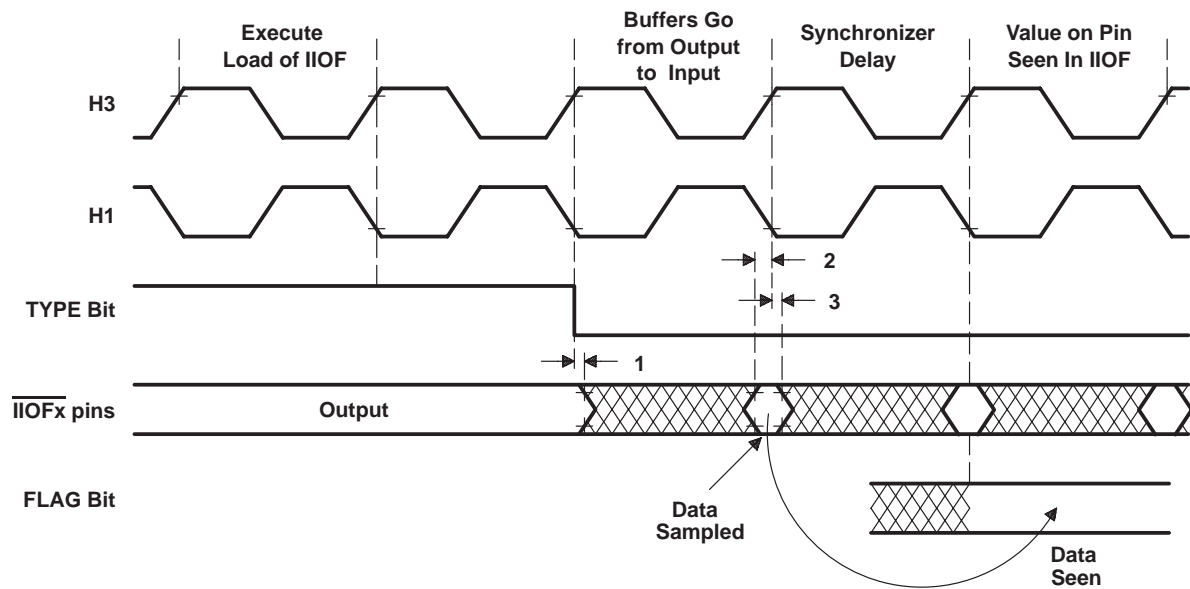 Execute
Load of IIOF
Buffers Go
from Output
to Input
Synchronizer
Delay
Value on Pin
Seen In IIOF
H3
H1
2
3
TYPE Bit
1
IIOFx pins
Output
FLAG Bit
Data
Sampled
Data
Seen